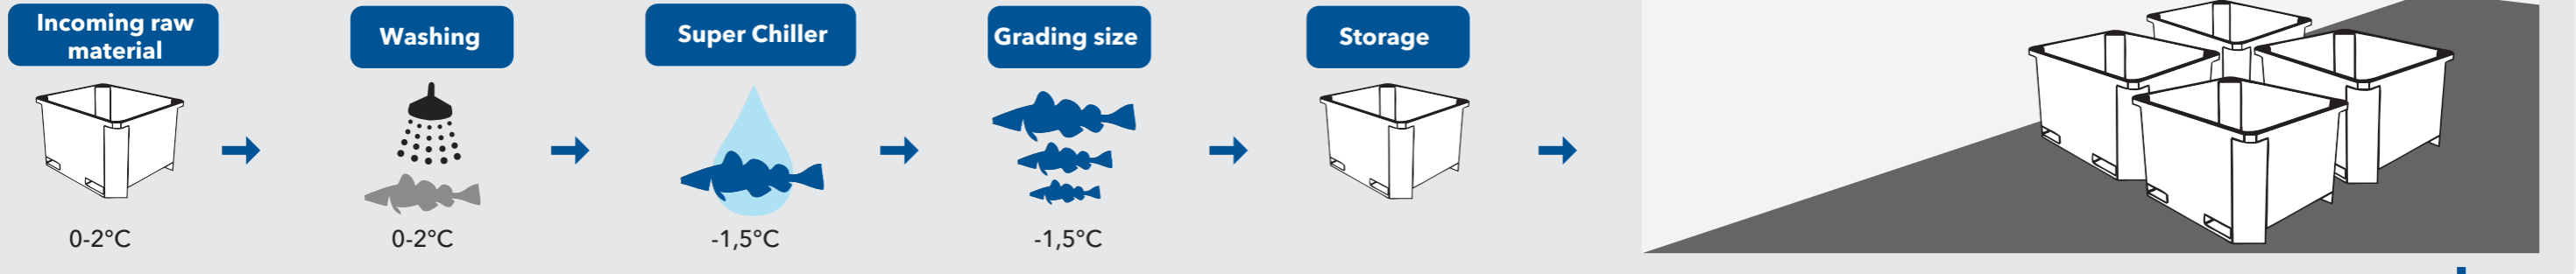 Incoming raw
material
Washing
Super Chiller
Grading size
Storage
0-2°C
0-2°C
-1,5°C
-1,5°C